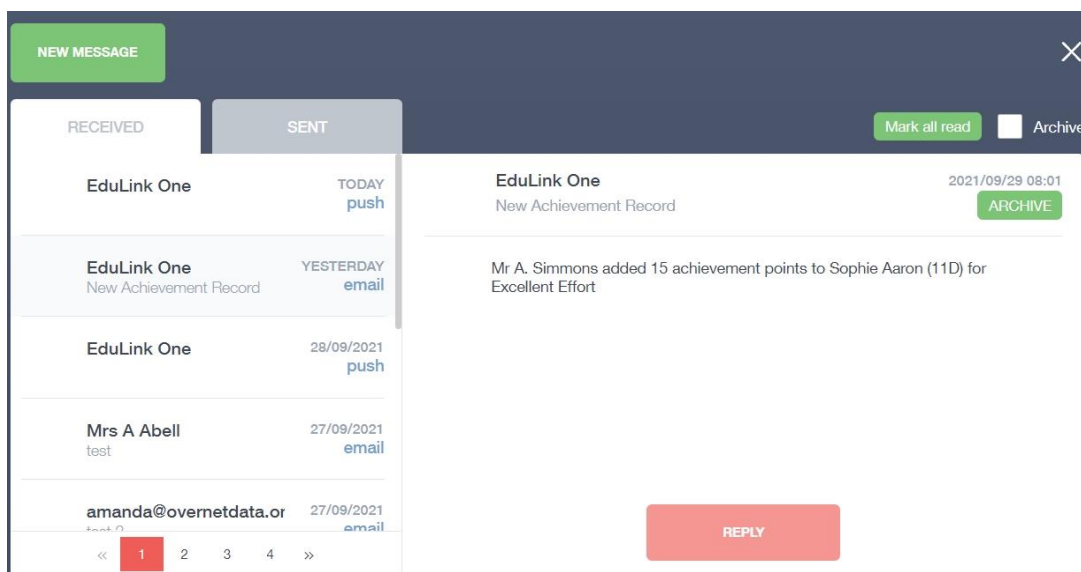 NEW MESSAGE
RECEIVED
SENT
Mark all read
Archive
EduLink One
TODAY
push
EduLink One
YESTERDAY
New Achievement Record
email
EduLink One
28/09/2021
push
Mrs A Abell
27/09/2021
test
email
amanda@overnetdata.or
27/09/2021
test 2
email
« 1 2 3 4 »
EduLink One
2021/09/29 08:01
New Achievement Record
ARCHIVE
Mr A. Simmons added 15 achievement points to Sophie Aaron (11D) for
Excellent Effort
REPLY